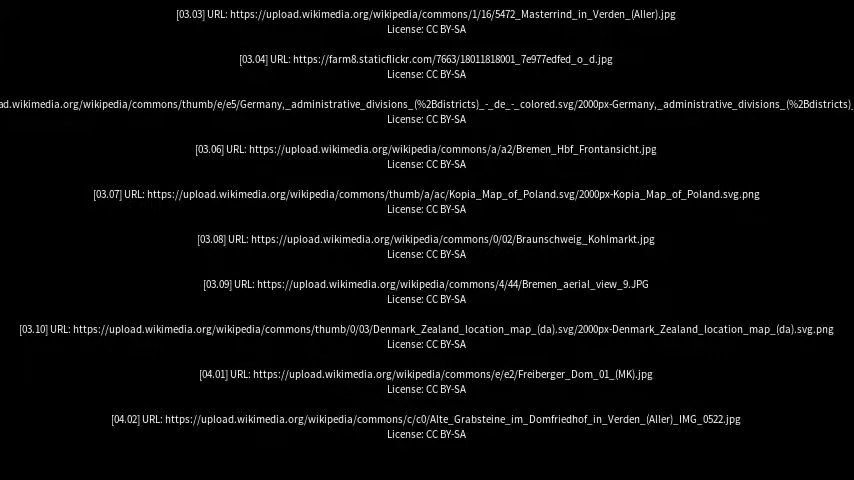 [03.03] URL: https://upload.wikimedia.org/wikipedia/commons/1/16/5472_Masterrind_in_Verden_(Aller).jpg
License: CC BY-SA
[03.04] URL: https://farm8.staticflickr.com/7663/18011818001_7e977edfed_o_d.jpg
License: CC BY-SA
ad.wikimedia.org/wikipedia/commons/thumb/e/e5/Germany,_administrative_divisions_(%2Bdistricts)_-_de_-_colored.svg/2000px-Germany,_administrative_divisions_(%2Bdistricts)_
License: CC BY-SA
[03.06] URL: https://upload.wikimedia.org/wikipedia/commons/a/a2/Bremen_Hbf_Frontansicht.jpg
License: CC BY-SA
[03.07] URL: https://upload.wikimedia.org/wikipedia/commons/thumb/a/ac/Kopia_Map_of_Poland.svg/2000px-Kopia_Map_of_Poland.svg.png
License: CC BY-SA
[03.08] URL: https://upload.wikimedia.org/wikipedia/commons/0/02/Braunschweig_Kohlmarkt.jpg
License: CC BY-SA
[03.09] URL: https://upload.wikimedia.org/wikipedia/commons/4/44/Bremen_aerial_view_9.JPG
License: CC BY-SA
[03.10] URL: https://upload.wikimedia.org/wikipedia/commons/thumb/0/03/Denmark_Zealand_location_map_(da).svg/2000px-Denmark_Zealand_location_map_(da).svg.png
License: CC BY-SA
[04.01] URL: https://upload.wikimedia.org/wikipedia/commons/e/e2/Freiberger_Dom_01_(MK).jpg
License: CC BY-SA
[04.02] URL: https://upload.wikimedia.org/wikipedia/commons/c/c0/Alte_Grabsteine_im_Domfriedhof_in_Verden_(Aller)_IMG_0522.jpg
License: CC BY-SA